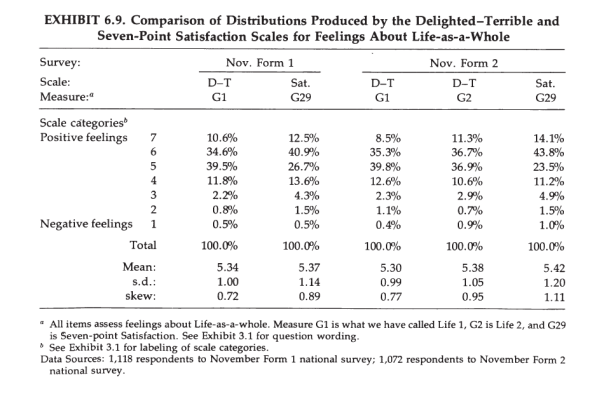 EXHIBIT 6.9. Comparison of Distributions Produced by the Delighted–Terrible and
Seven-Point Satisfaction Scales for Feelings About Life-as-a-Whole
Survey: Nov. Form 1 Nov. Form 2
Scale: D–T Sat. D–T D–T Sat.
Measure:a G1 G29 G1 G2 G29
Scale categoriesb
Positive feelings 7 10.6% 12.5% 8.5% 11.3% 14.1%
6 34.6% 40.9% 35.3% 36.7% 43.8%
5 39.5% 26.7% 39.8% 36.9% 23.5%
4 11.8% 13.6% 12.6% 10.6% 11.2%
3 2.2% 4.3% 2.3% 2.9% 4.9%
2 0.8% 1.5% 1.1% 0.7% 1.5%
Negative feelings 1 0.5% 0.5% 0.4% 0.9% 1.0%
Total 100.0% 100.0% 100.0% 100.0% 100.0%
Mean: 5.34 5.37 5.30 5.38 5.42
s.d.: 1.00 1.14 0.99 1.05 1.20
skew: 0.72 0.89 0.77 0.95 1.11
a All items assess feelings about Life-as-a-whole. Measure G1 is what we have called Life 1, G2 is Life 2, and G29
is Seven-point Satisfaction. See Exhibit 3.1 for question wording.
b See Exhibit 3.1 for labeling of scale categories.
Data Sources: 1,118 respondents to November Form 1 national survey; 1,072 respondents to November Form 2
national survey.